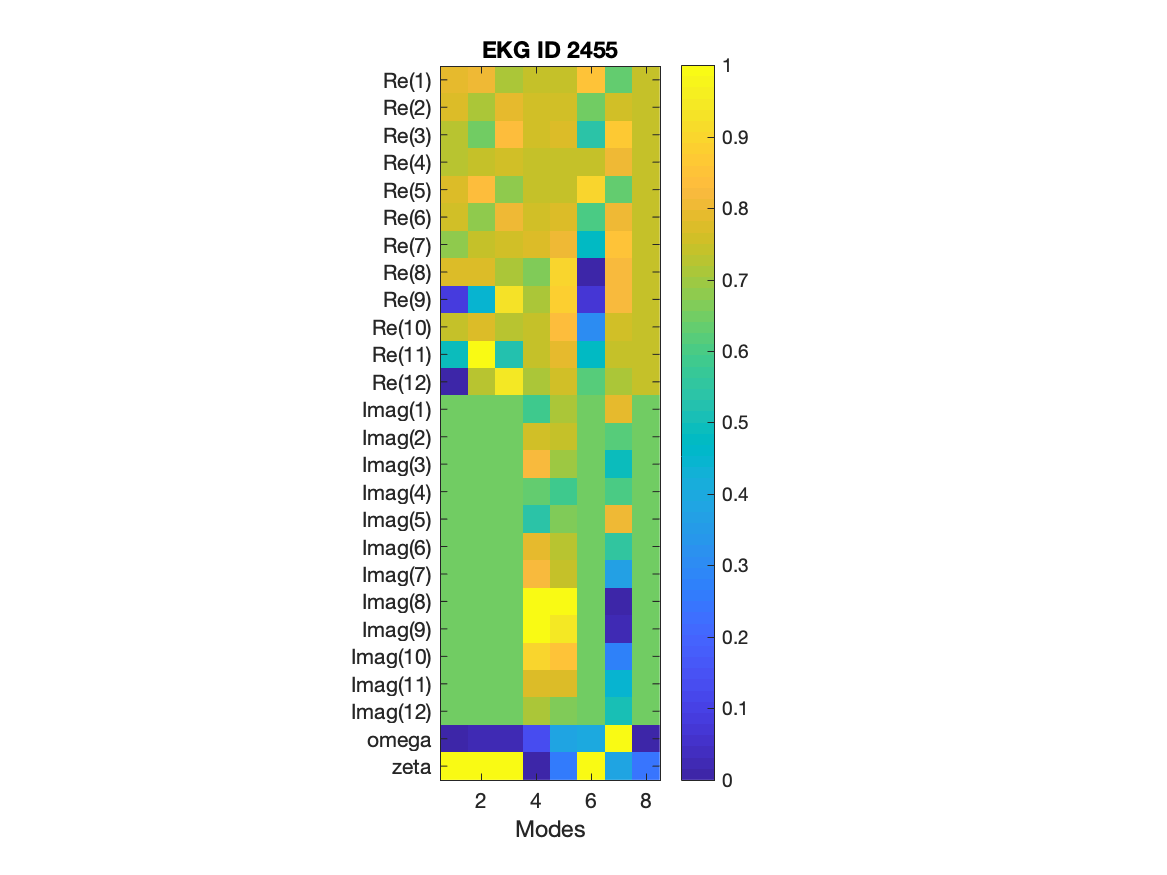 EKG ID 2455
Re(1)
Re(2)
Re(3)
Re(4)
Re(5)
Re(6)
Re(7)
Re(8)
Re(9)
Re(10)
Re(11)
Re(12)
Imag(1)
Imag(2)
Imag(3)
Imag(4)
Imag(5)
Imag(6)
Imag(7)
Imag(8)
Imag(9)
Imag(10)
Imag(11)
Imag(12)
omega
zeta
2 4 6 8
Modes
1
0.9
0.8
0.7
0.6
0.5
0.4
0.3
0.2
0.1
0